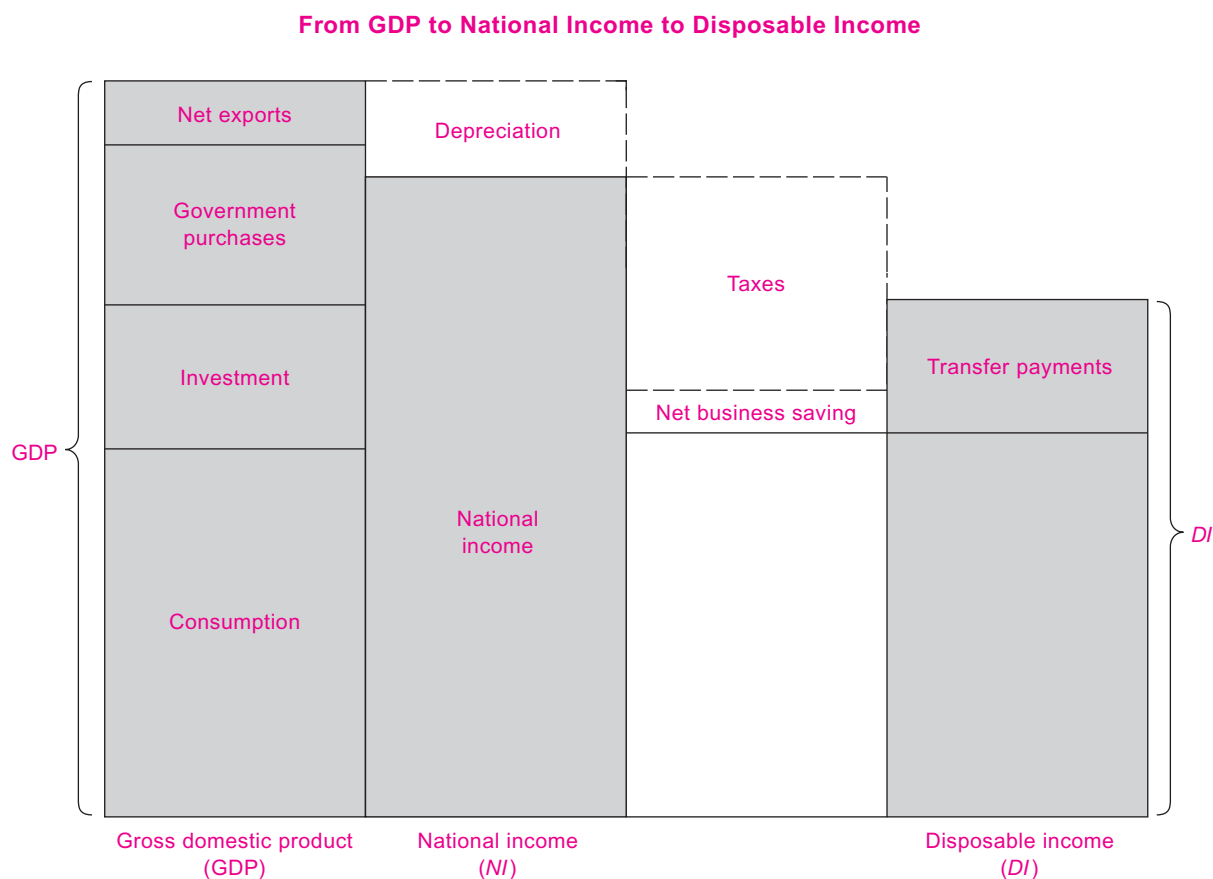 From GDP to National Income to Disposable Income
Net exports
Depreciation
Government
purchases
Taxes
Investment
Transfer payments
Net business saving
GDP
National
income
DI
Consumption
Gross domestic product
(GDP)
National income
(NI)
Disposable income
(DI)